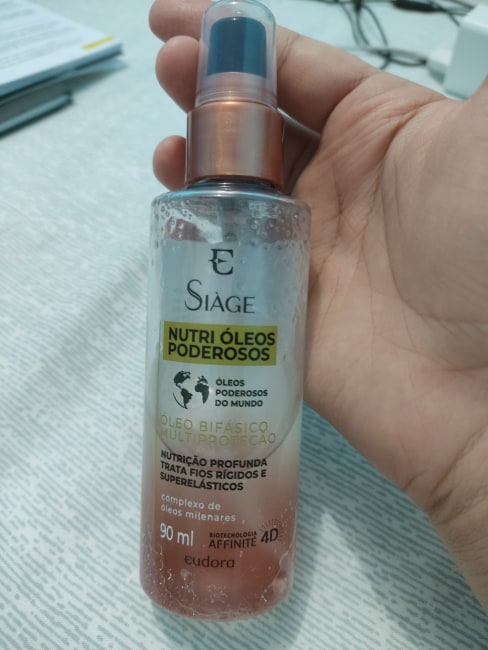 E
SIÀGE
NUTRI ÓLEOS
PODEROSOS
ÓLEOS
PODEROSOS
DO MUNDO
ÓLEO BIFÁSICO
MULTIPROTEÇÃO
NUTRIÇÃO PROFUNDA
TRATA FIOS RÍGIDOS E
SUPERELÁSTICOS
complexo de
óleos milenares
90 ml
BIOTECNOLOGIA
AFFINITÉ 4D
eudora